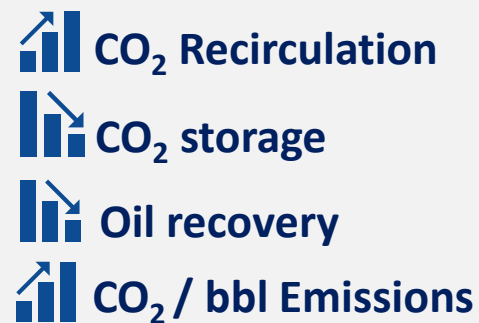 CO₂ Recirculation
CO₂ storage
Oil recovery
CO₂ / bbl Emissions